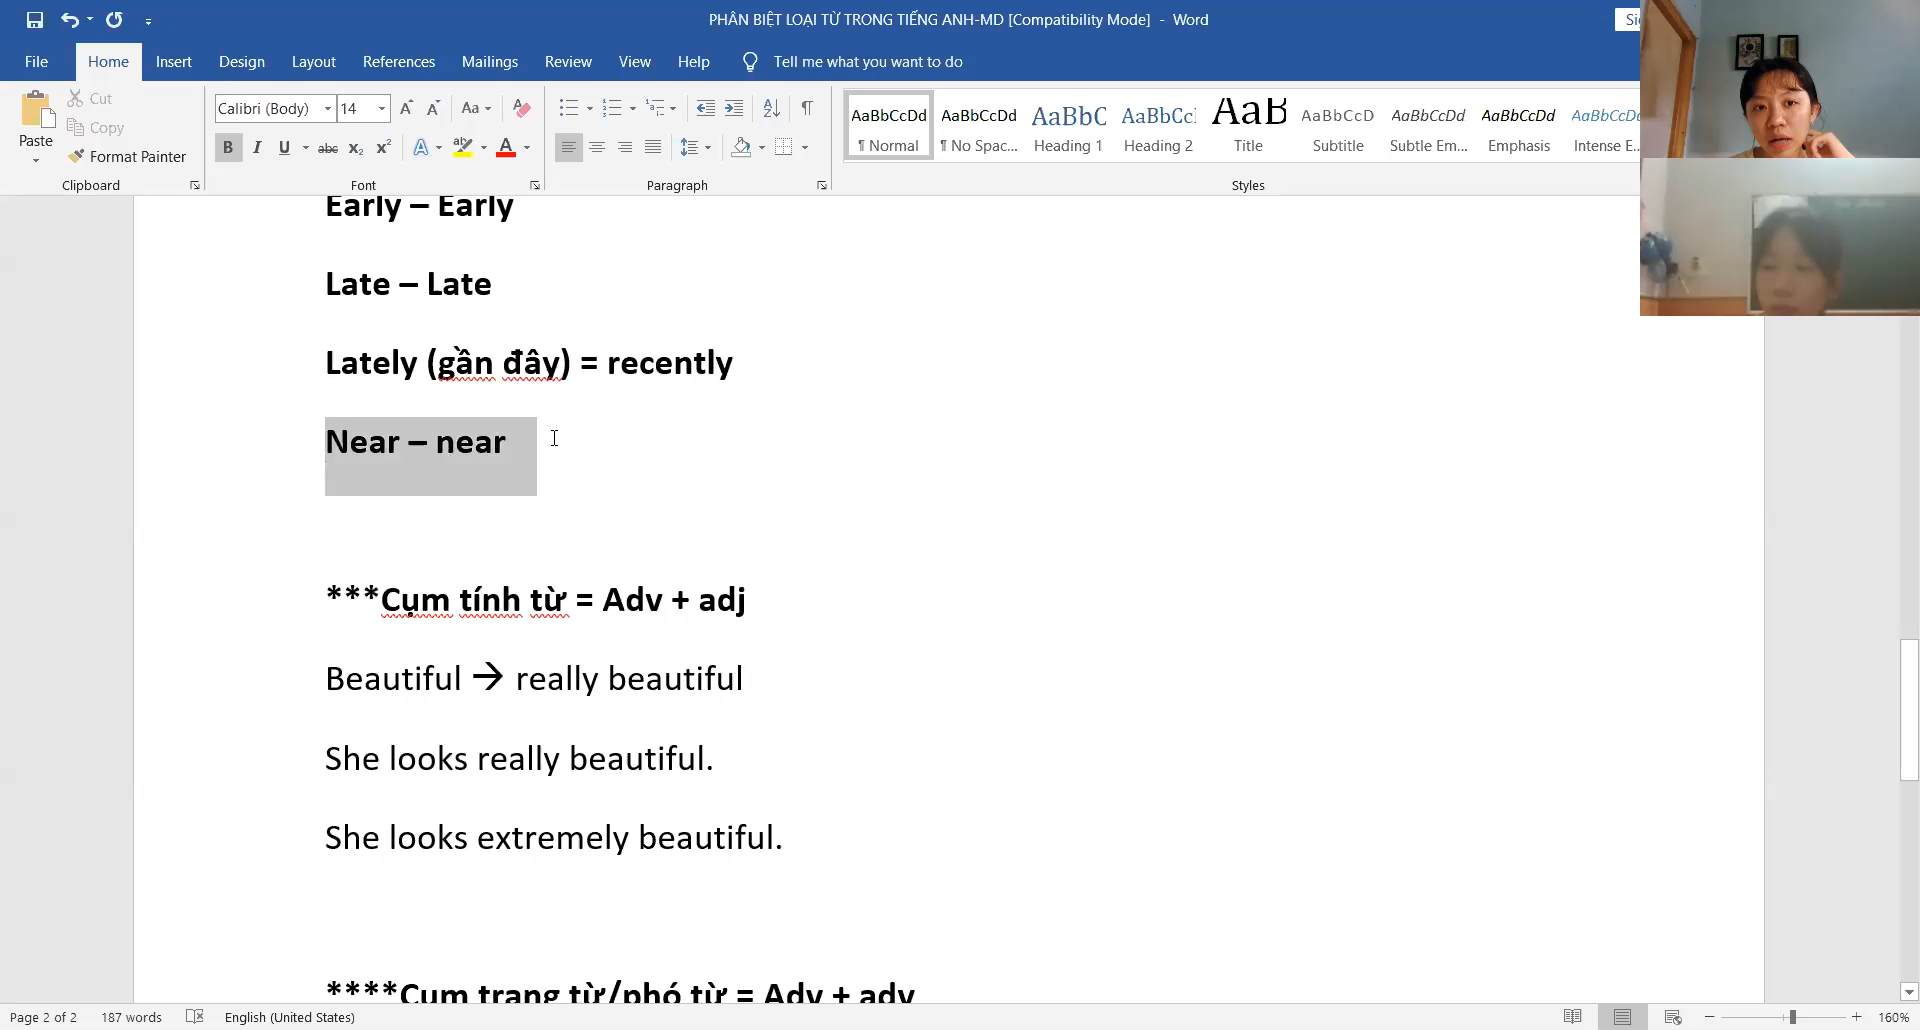 PHÂN BIỆT LOẠI TỪ TRONG TIẾNG ANH-MD [Compatibility Mode] - Word
File Home Insert Design Layout References Mailings Review View Help Tell me what you want to do
Paste
Cut
Copy
Format Painter
Clipboard
Calibri (Body) 14
Font
Paragraph
AaBbCcDd AaBbCcDd AaBbC AaBbCc AaB AaBbCcD AaBbCcDd AaBbCcDd AaBbCcDd
¶ Normal ¶ No Spac... Heading 1 Heading 2 Title Subtitle Subtle Em... Emphasis Intense E...
Styles
Early – Early
Late – Late
Lately (gần đây) = recently
Near – near
***Cụm tính từ = Adv + adj
Beautiful → really beautiful
She looks really beautiful.
She looks extremely beautiful.
****Cụm trạng từ/phó từ = Adv + adv
Page 2 of 2 187 words English (United States) 160%